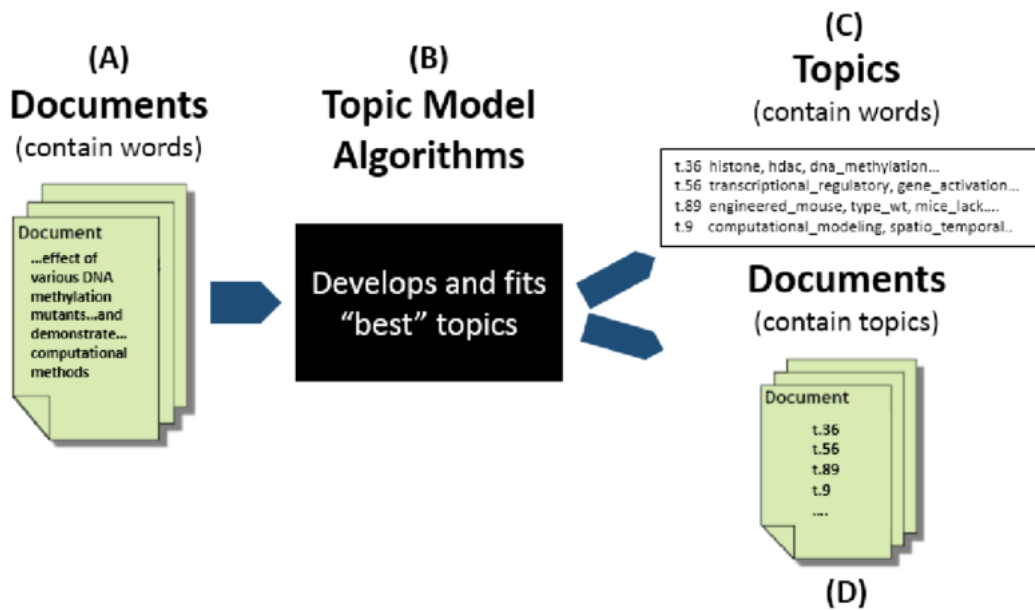 (A)
Documents
(contain words)
Document
...effect of
various DNA
methylation
mutants...and
demonstrate...
computational
methods
(B)
Topic Model
Algorithms
Develops and fits
“best” topics
(C)
Topics
(contain words)
t.36 histone, hdac, dna_methylation...
t.56 transcriptional_regulatory, gene_activation...
t.89 engineered_mouse, type_wt, mice_lack....
t.9 computational_modeling, spatio_temporal..
Documents
(contain topics)
Document
t.36
t.56
t.89
t.9
....
(D)